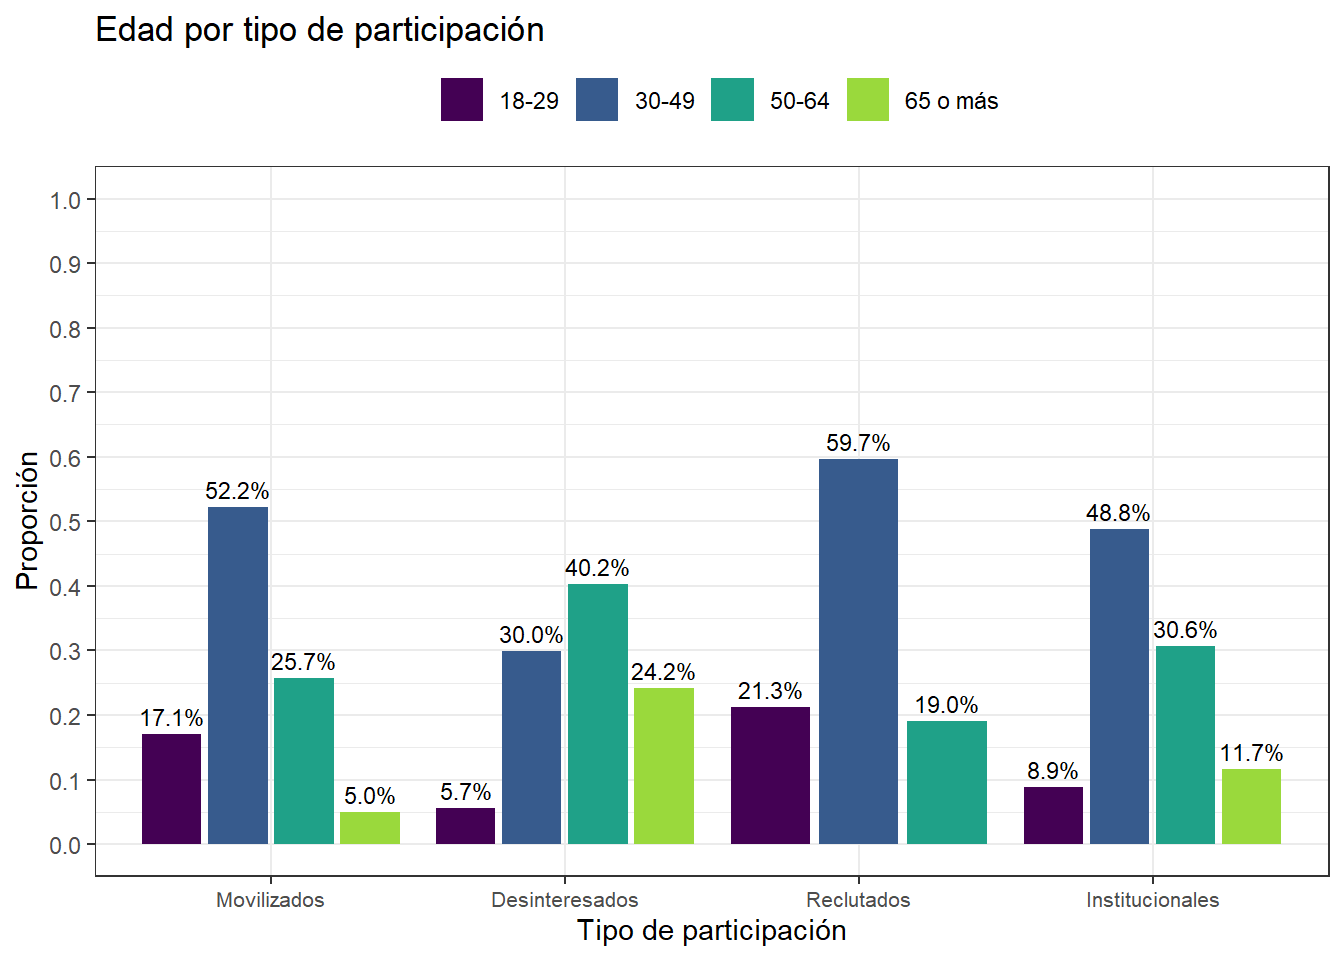 Edad por tipo de participación
18-29 30-49 50-64 65 o más
1.0
0.9
0.8
0.7
0.6
0.5
0.4
0.3
0.2
0.1
0.0
Proporción
17.1% 52.2% 25.7% 5.0%
5.7% 30.0% 40.2% 24.2%
21.3% 59.7% 19.0%
8.9% 48.8% 30.6% 11.7%
Movilizados Desinteresados Reclutados Institucionales
Tipo de participación